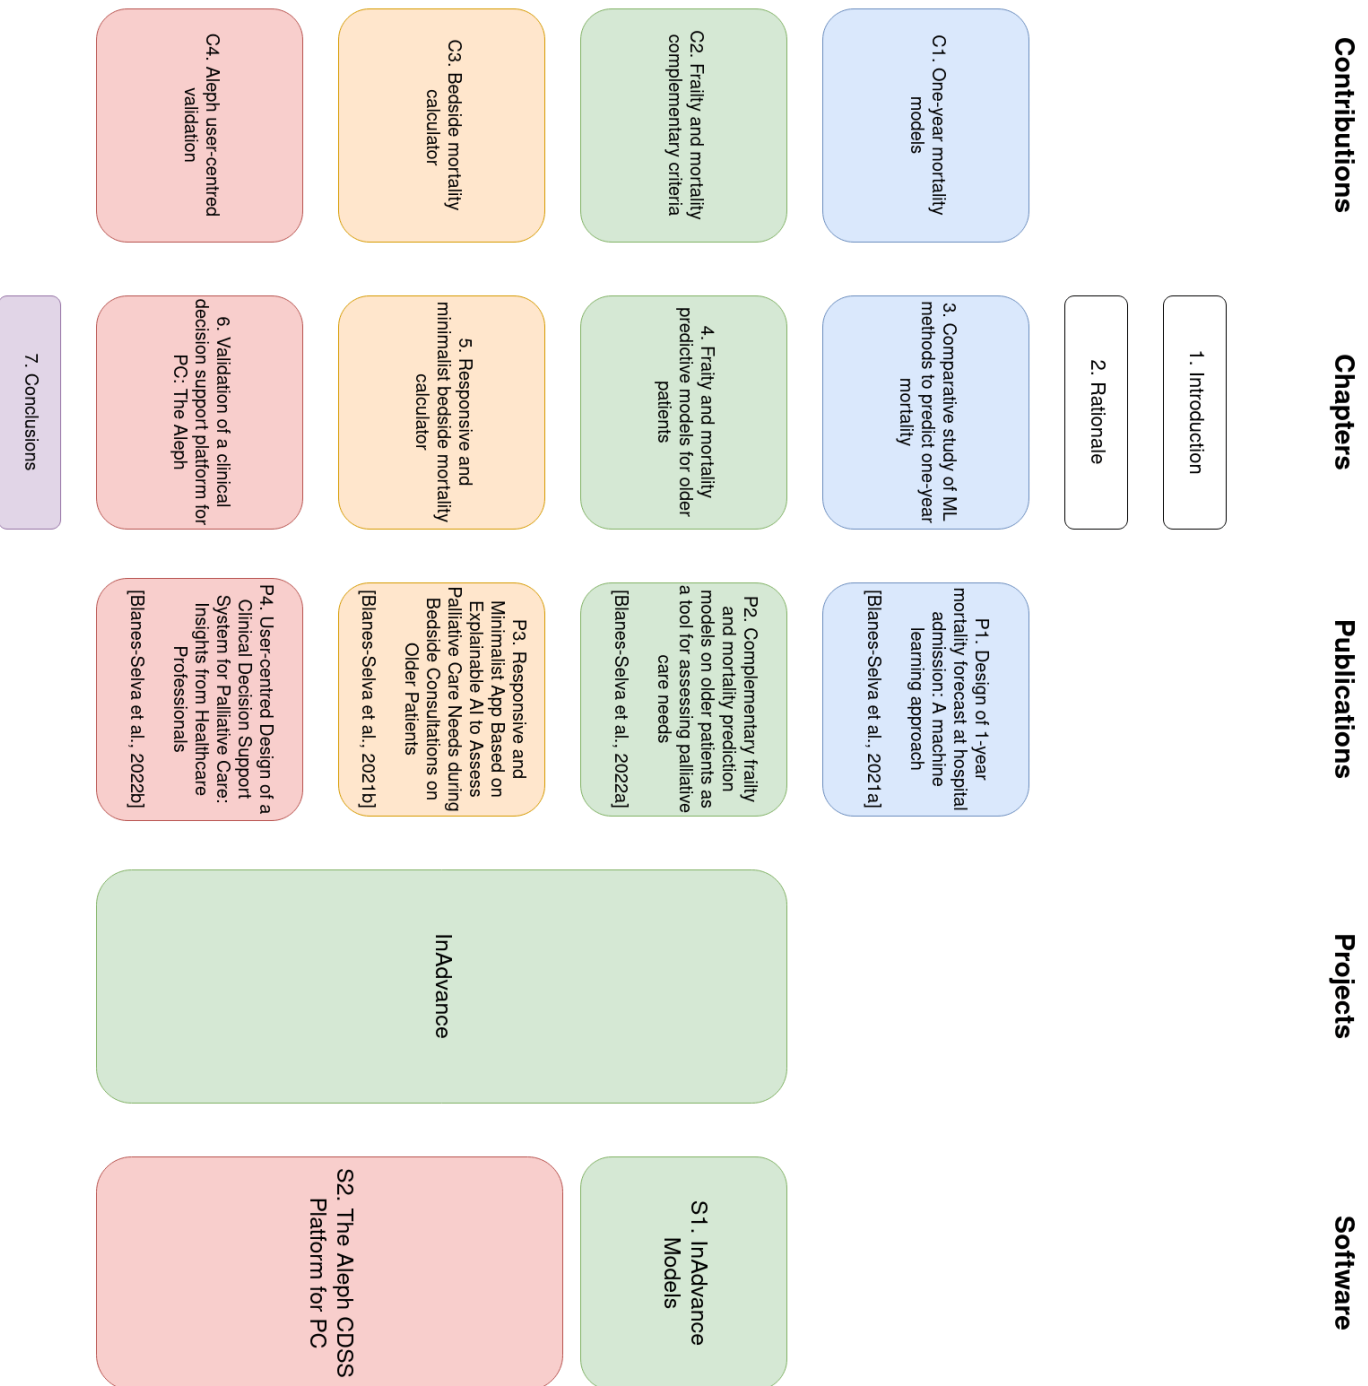 Contributions
Chapters
Publications
Projects
Software
1. Introduction
2. Rationale
C1. One-year mortality
models
3. Comparative study of ML
methods to predict one-year
mortality
P1. Design of 1-year
mortality forecast at hospital
admission: A machine
learning approach
[Blanes-Selva et al., 2021a]
C2. Frailty and mortality
complementary criteria
4. Fraity and mortality
predictive models for older
patients
P2. Complementary frailty
and mortality prediction
models on older patients as
a tool for assessing palliative
care needs
[Blanes-Selva et al., 2022a]
InAdvance
S1. InAdvance
Models
C3. Bedside mortality
calculator
5. Responsive and
minimalist bedside mortality
calculator
P3. Responsive and
Minimalist App Based on
Explainable AI to Assess
Palliative Care Needs during
Bedside Consultations on
Older Patients
[Blanes-Selva et al., 2021b]
S2. The Aleph CDSS
Platform for PC
C4. Aleph user-centred
validation
6. Validation of a clinical
decision support platform for
PC: The Aleph
P4. User-centred Design of a
Clinical Decision Support
System for Palliative Care:
Insights from Healthcare
Professionals
[Blanes-Selva et al., 2022b]
7. Conclusions